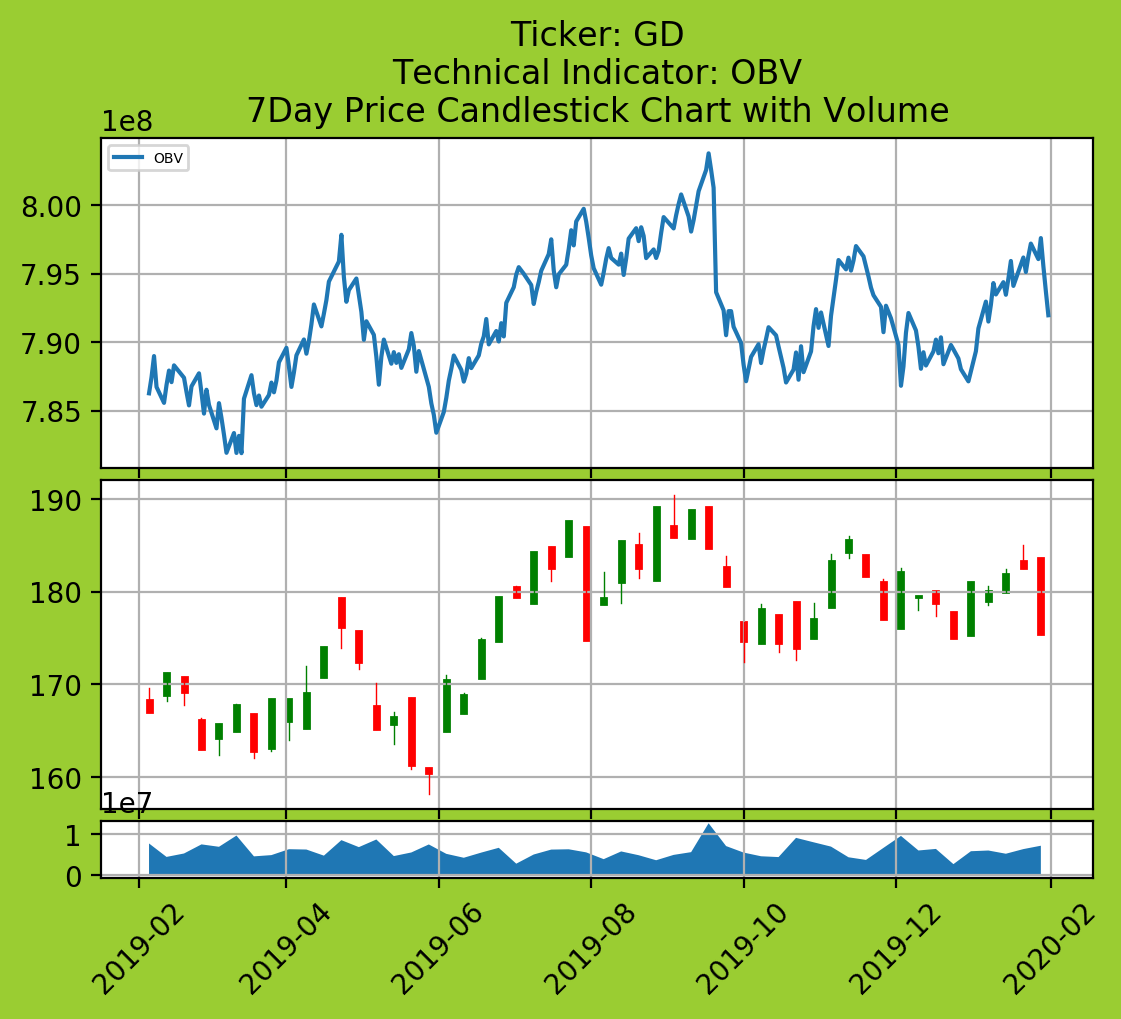 Ticker: GD
Technical Indicator: OBV
7Day Price Candlestick Chart with Volume
1e8
OBV
8.00
7.95
7.90
7.85
190
180
170
160
1e7
1
0
2019-02
2019-04
2019-06
2019-08
2019-10
2019-12
2020-02